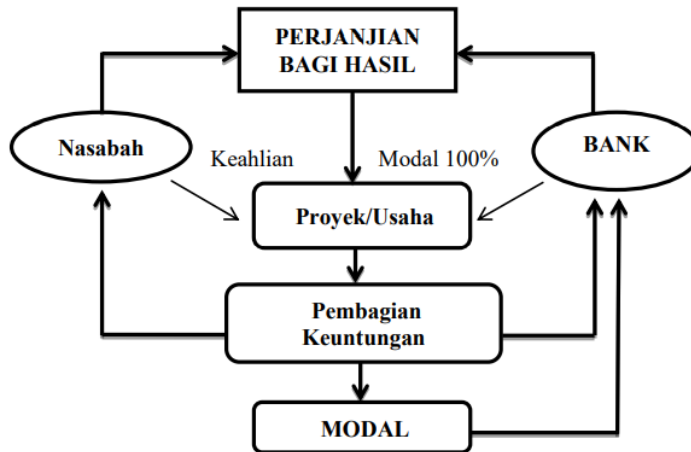 PERJANJIAN
BAGI HASIL
Nasabah
Keahlian
Modal 100%
BANK
Proyek/Usaha
Pembagian
Keuntungan
MODAL